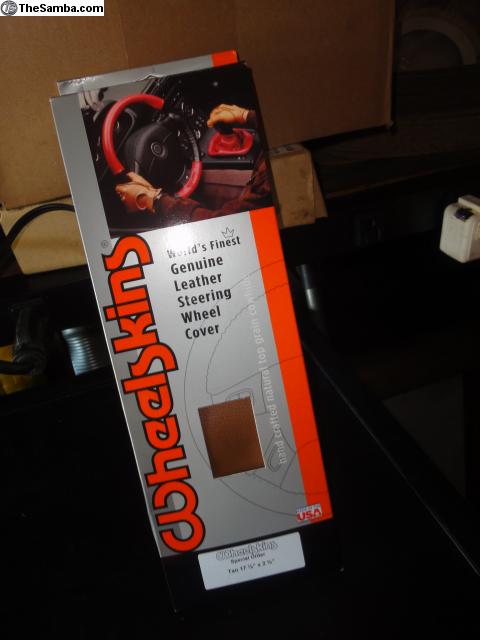 TheSamba.com
World's Finest
Genuine
Leather
Steering
Wheel
Cover
Wheelskins®
hand crafted natural top grain cowhide
USA
Wheelskins
Special Order
Tan 17 ½" x 2 ⅜"